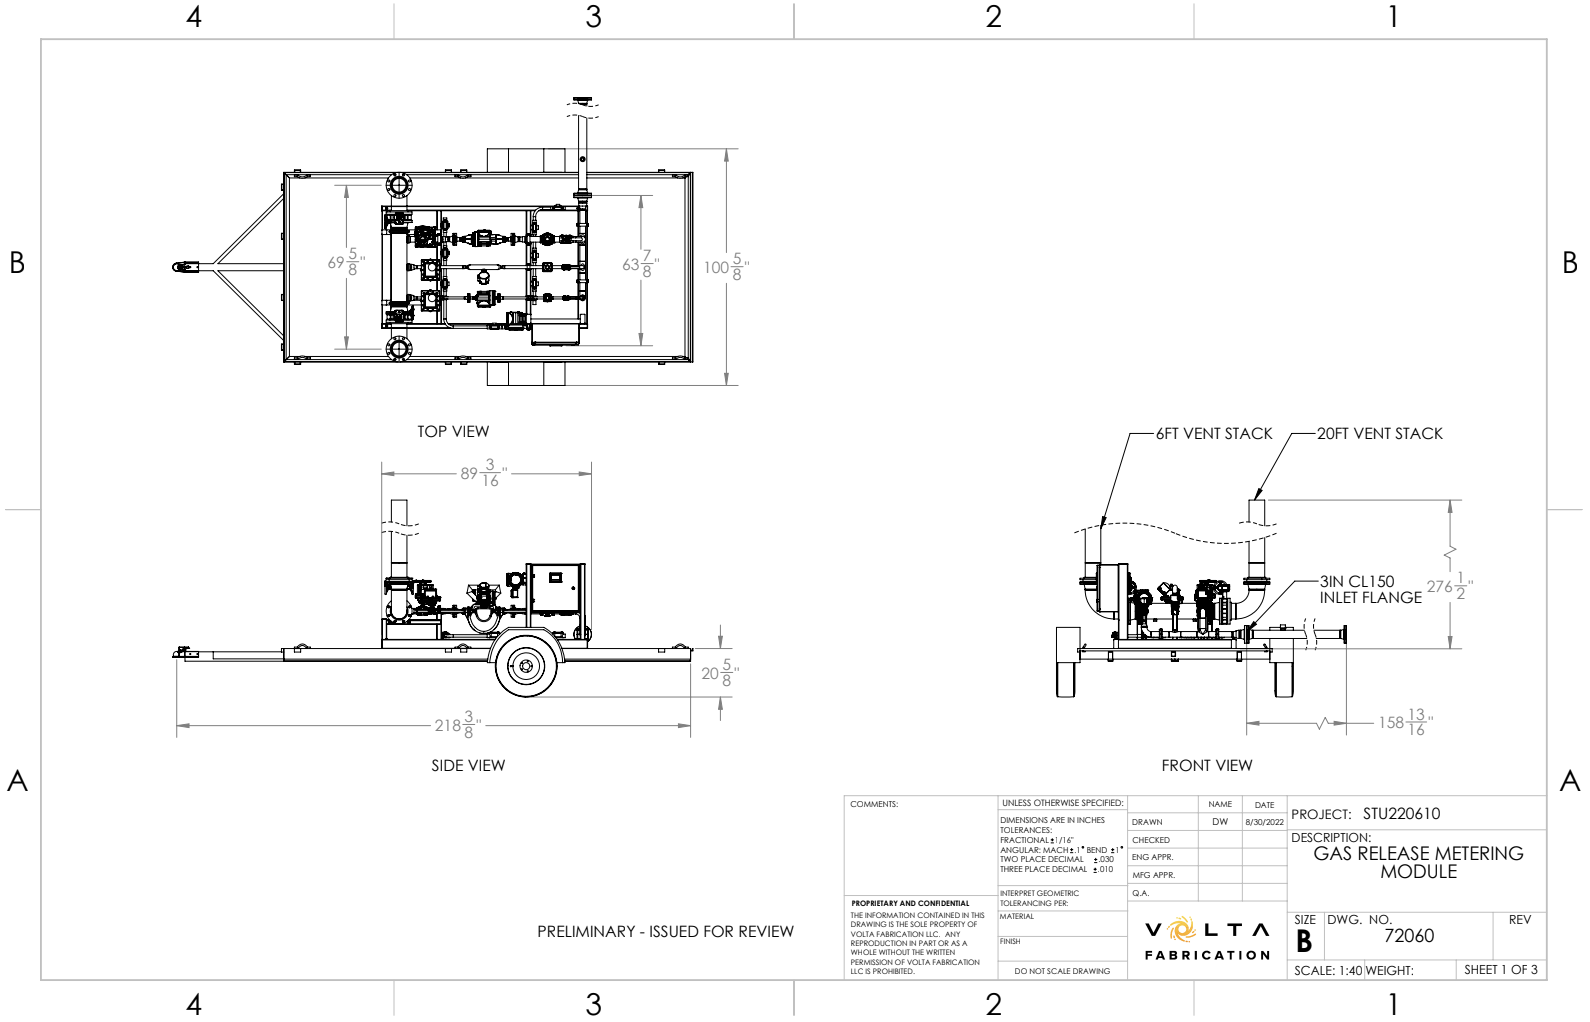 4 3 2 1
B B
A A
69 5/8"
63 7/8"
100 5/8"
TOP VIEW
89 3/16"
20 5/8"
218 3/8"
SIDE VIEW
6FT VENT STACK
20FT VENT STACK
3IN CL150
INLET FLANGE
276 1/2"
158 13/16"
FRONT VIEW
PRELIMINARY - ISSUED FOR REVIEW
COMMENTS:
PROPRIETARY AND CONFIDENTIAL
THE INFORMATION CONTAINED IN THIS
DRAWING IS THE SOLE PROPERTY OF
VOLTA FABRICATION LLC. ANY
REPRODUCTION IN PART OR AS A
WHOLE WITHOUT THE WRITTEN
PERMISSION OF VOLTA FABRICATION
LLC IS PROHIBITED.
UNLESS OTHERWISE SPECIFIED:
DIMENSIONS ARE IN INCHES
TOLERANCES:
FRACTIONAL ±1/16"
ANGULAR: MACH ±.1° BEND ±1°
TWO PLACE DECIMAL ±.030
THREE PLACE DECIMAL ±.010
INTERPRET GEOMETRIC
TOLERANCING PER:
MATERIAL
FINISH
DO NOT SCALE DRAWING
NAME DATE
DRAWN DW 8/30/2022
CHECKED
ENG APPR.
MFG APPR.
Q.A.
VOLTA
FABRICATION
PROJECT: STU220610
DESCRIPTION:
GAS RELEASE METERING
MODULE
SIZE DWG. NO. REV
B 72060
SCALE: 1:40 WEIGHT: SHEET 1 OF 3
4 3 2 1